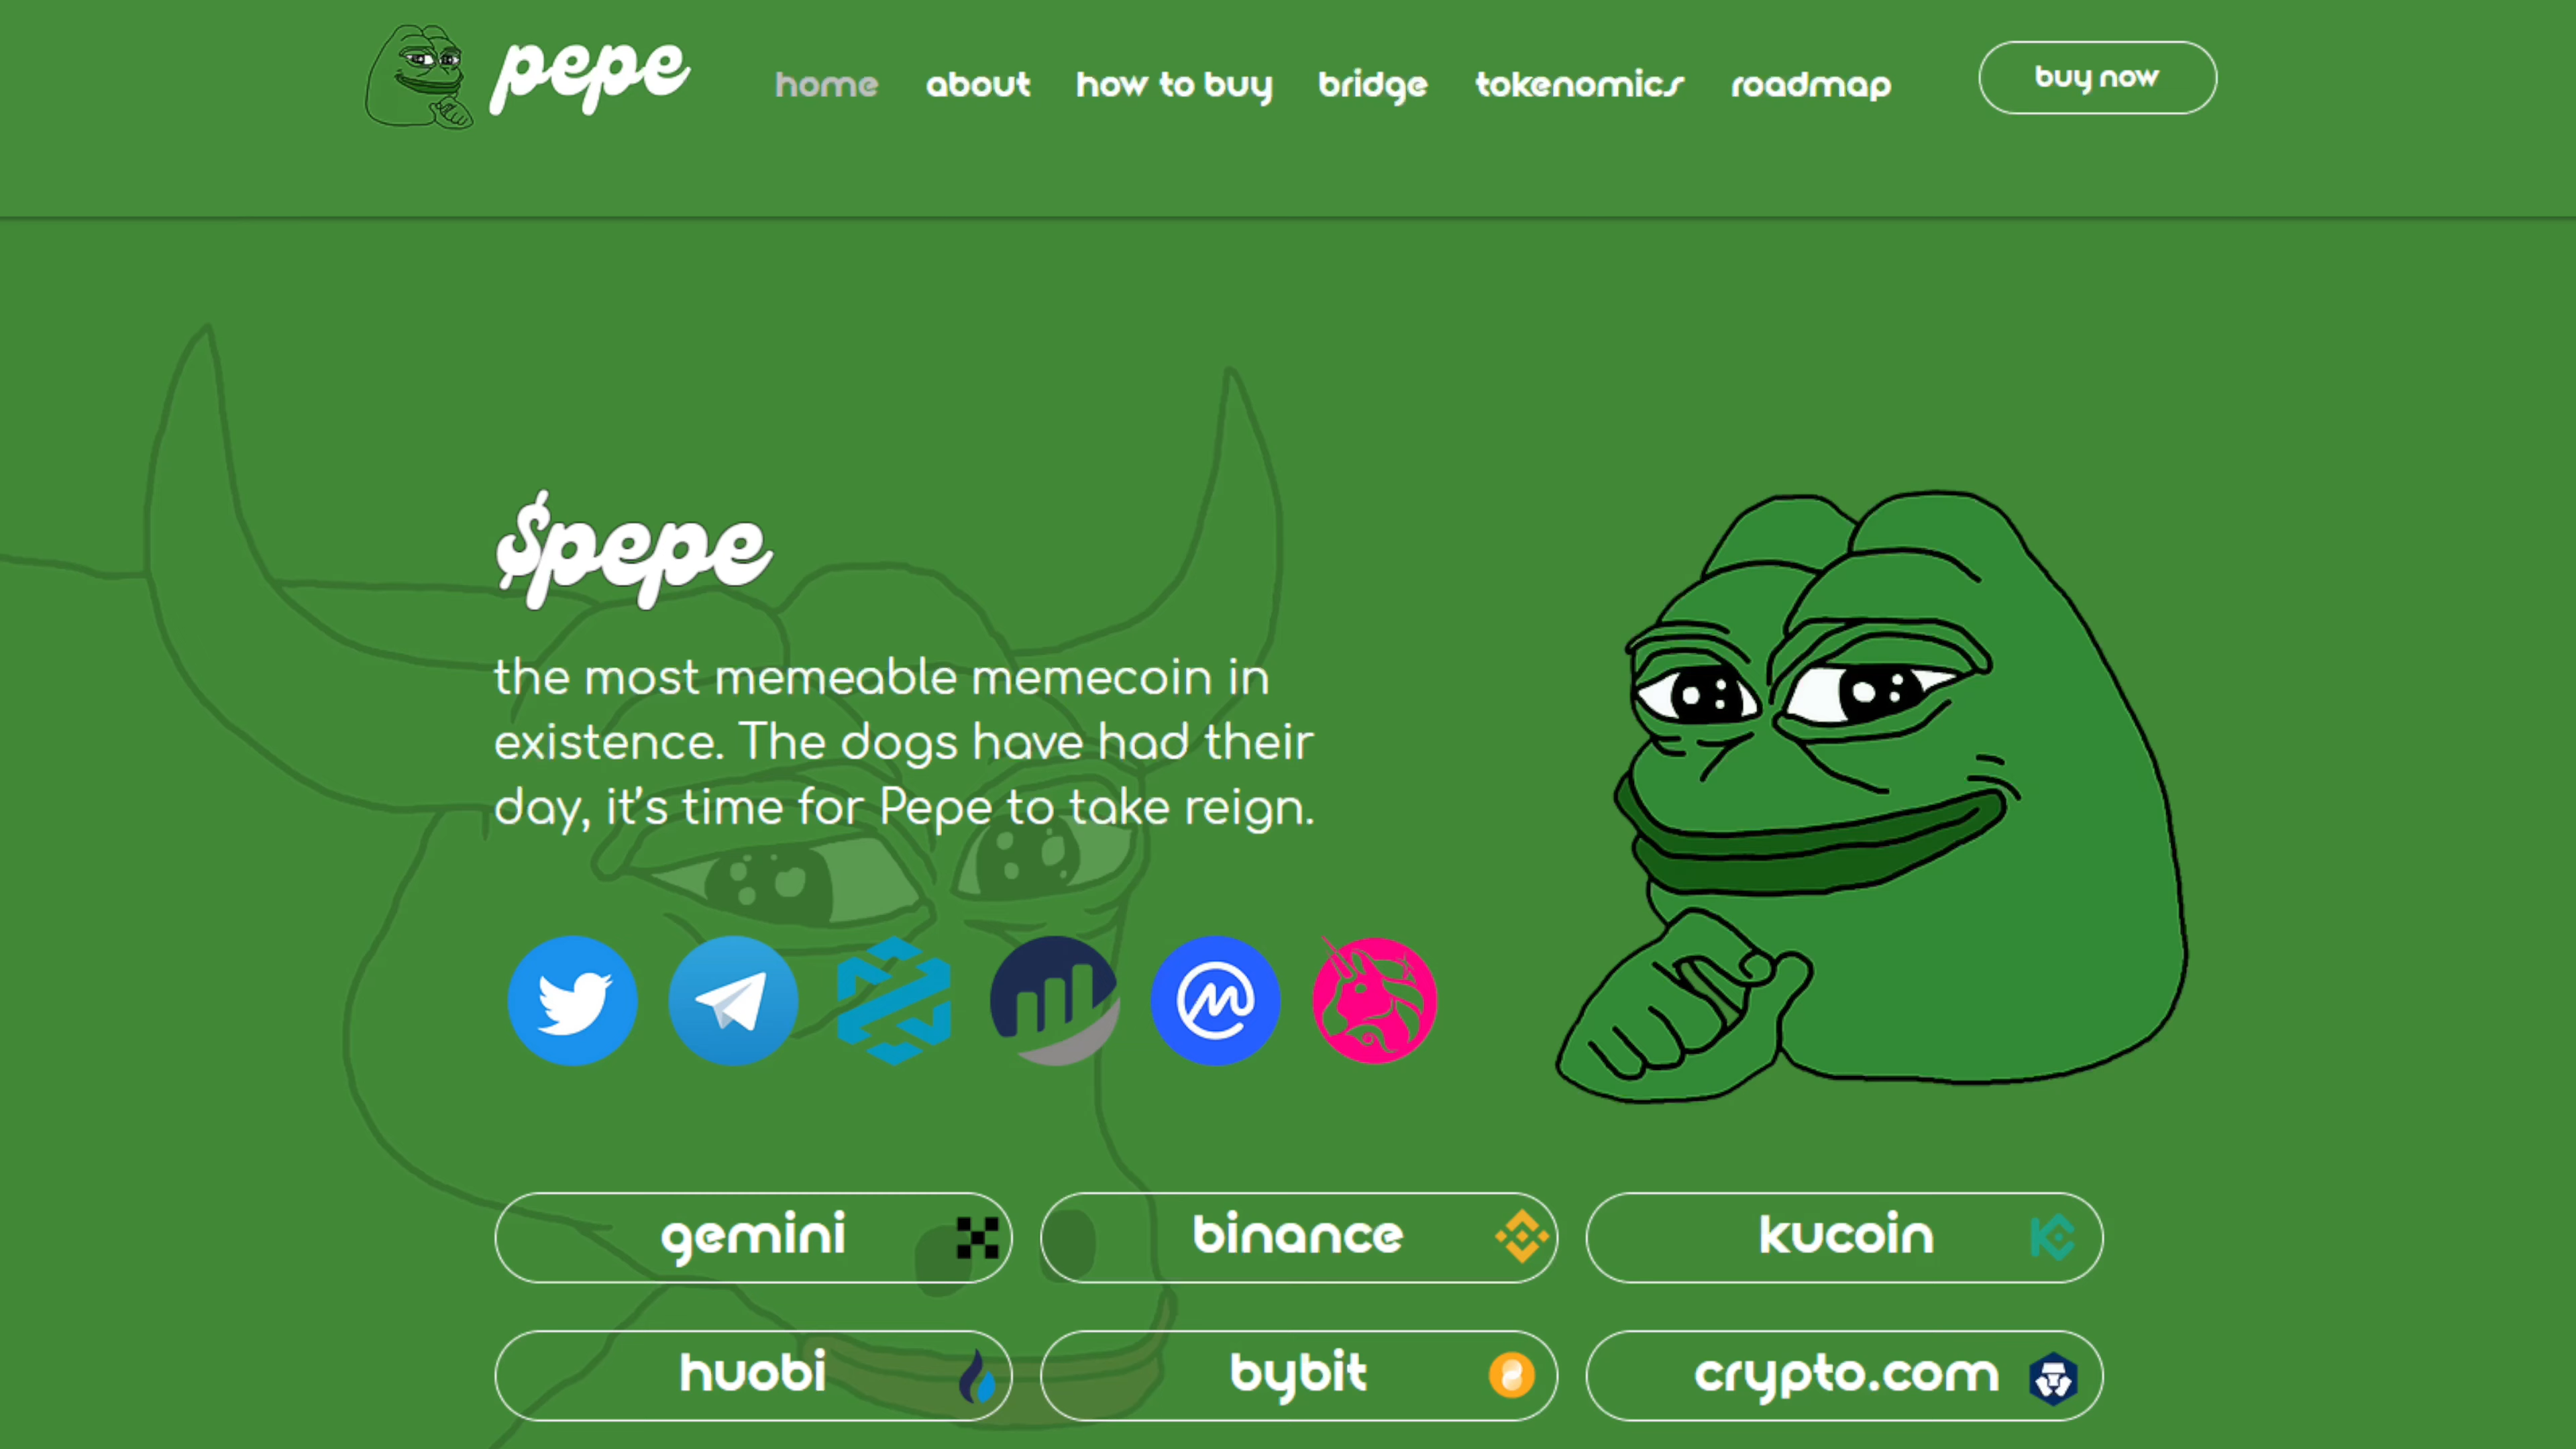 pepe
home about how to buy bridge tokenomics roadmap buy now
$pepe
the most memeable memecoin in
existence. The dogs have had their
day, it's time for Pepe to take reign.
gemini binance kucoin
huobi bybit crypto.com